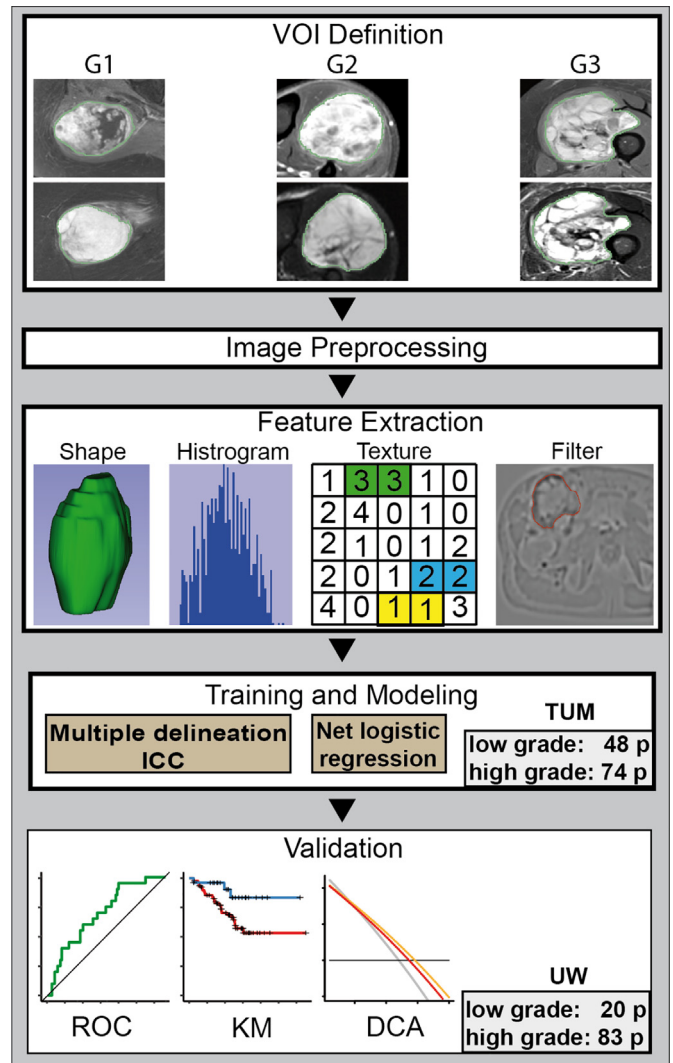 VOI Definition
G1 G2 G3
Image Preprocessing
Feature Extraction
Shape Histrogram Texture Filter
1 3 3 1 0
2 4 0 1 0
2 1 0 1 2
2 0 1 2 2
4 0 1 1 3
Training and Modeling
Multiple delineation
ICC
Net logistic
regression
TUM
low grade: 48 p
high grade: 74 p
Validation
ROC KM DCA
UW
low grade: 20 p
high grade: 83 p